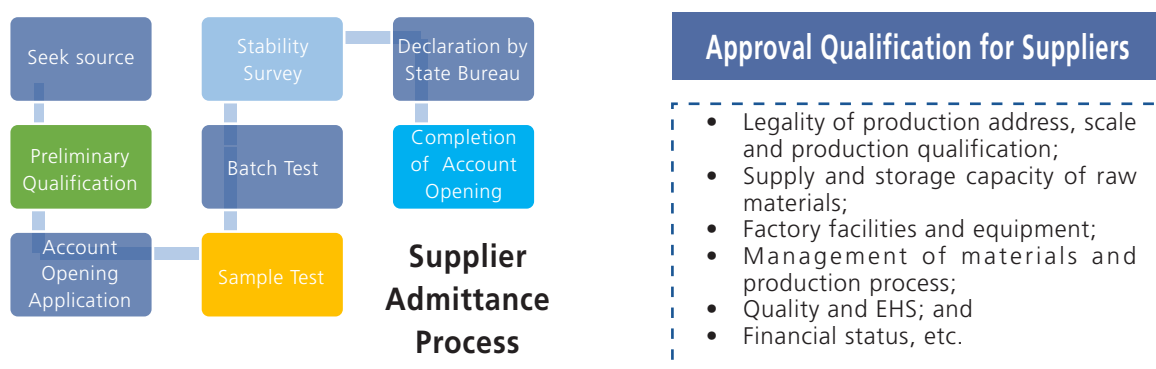 Seek source
Preliminary
Qualification
Account
Opening
Application
Sample Test
Batch Test
Stability
Survey
Declaration by
State Bureau
Completion
of Account
Opening
Supplier
Admittance
Process
Approval Qualification for Suppliers
• Legality of production address, scale
and production qualification;
• Supply and storage capacity of raw
materials;
• Factory facilities and equipment;
• Management of materials and
production process;
• Quality and EHS; and
• Financial status, etc.